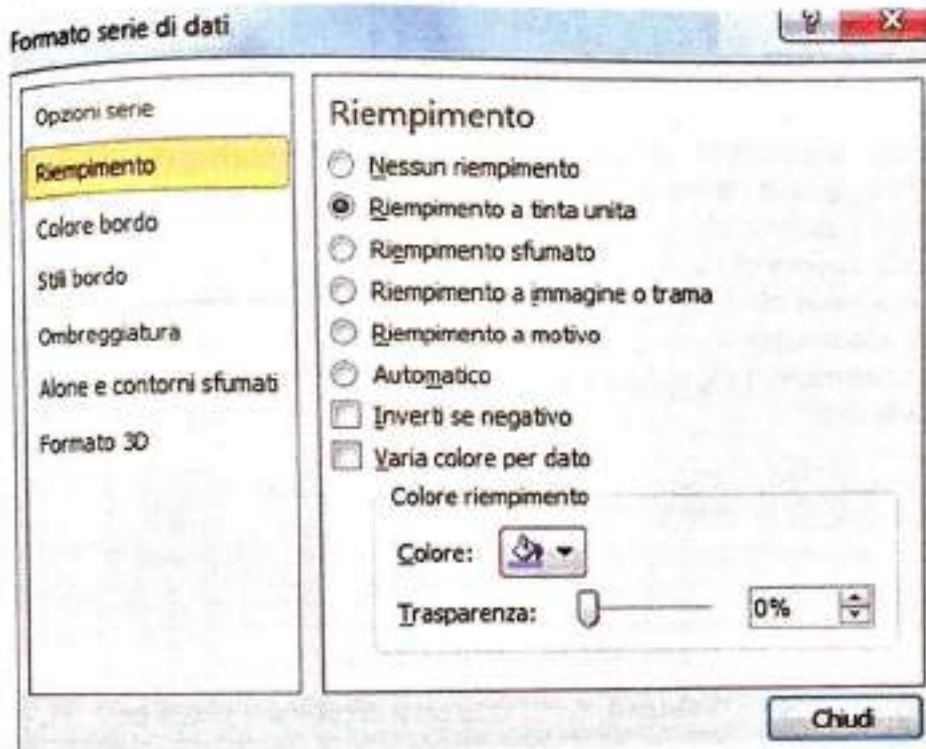 Formato serie di dati
?
Opzioni serie
Riempimento
Colore bordo
Stili bordo
Ombreggiatura
Alone e contorni sfumati
Formato 3D
Riempimento
Nessun riempimento
Riempimento a tinta unita
Riempimento sfumato
Riempimento a immagine o trama
Riempimento a motivo
Automatico
Inverti se negativo
Varia colore per dato
Colore riempimento
Colore:
Trasparenza:
0%
Chiudi